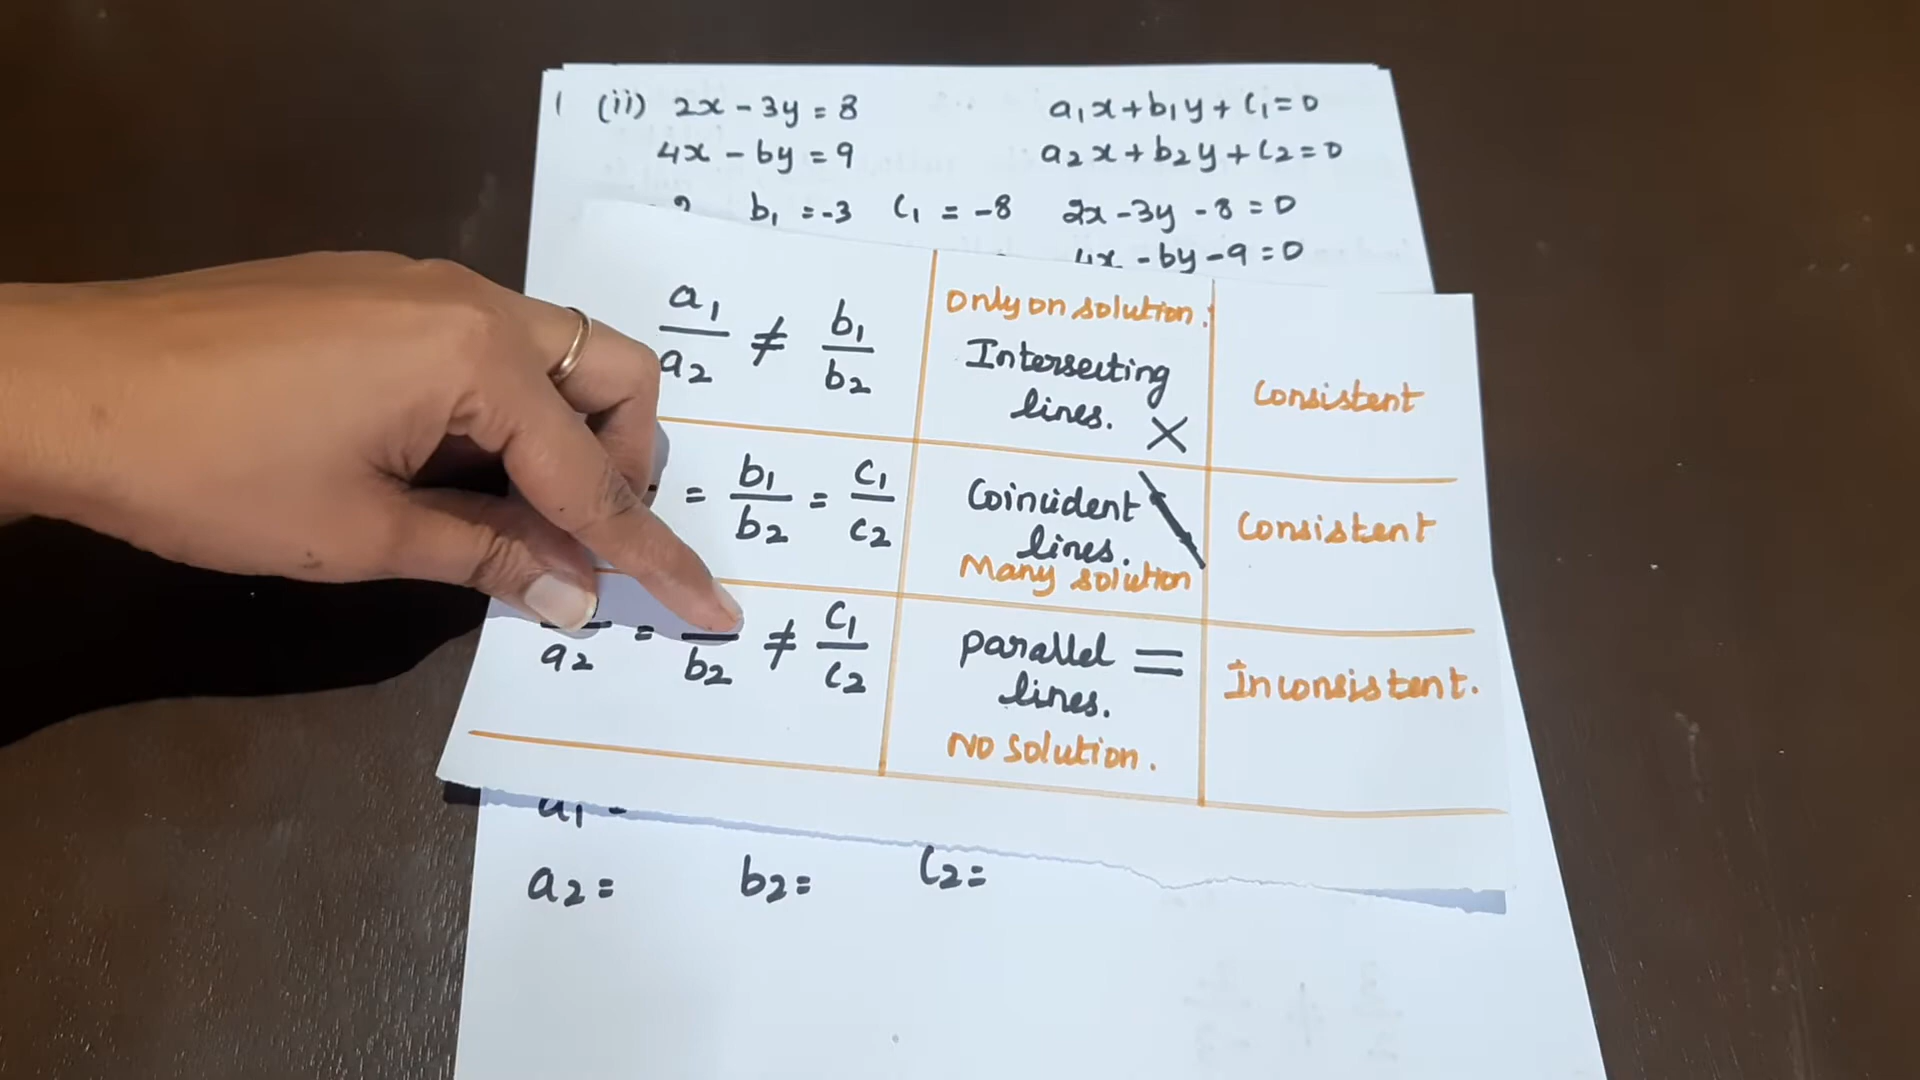 (ii) 2x - 3y = 8
a₁x + b₁y + c₁ = 0
4x - 6y = 9
a₂x + b₂y + c₂ = 0
b₁ = -3 c₁ = -8 2x - 3y - 8 = 0
4x - 6y - 9 = 0
a₁/a₂ ≠ b₁/b₂
Only on solution.
Intersecting
lines. ×
Consistent
= b₁/b₂ = c₁/c₂
Coincident
lines.
Many solution
Consistent
a₂ = b₂ ≠ c₁/c₂
parallel =
lines.
No solution.
Inconsistent.
a₁ =
a₂ = b₂ = c₂ =